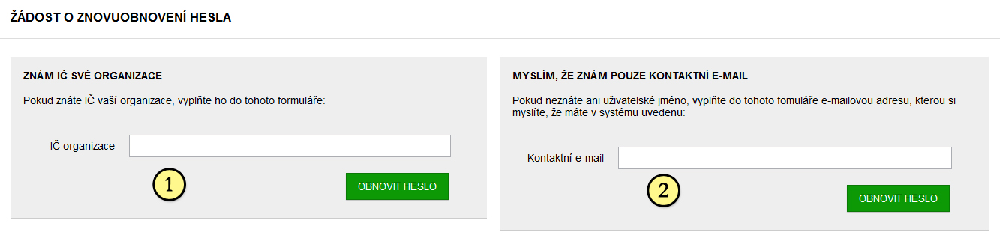 ŽÁDOST O ZNOVUOBNOVENÍ HESLA
ZNÁM IČ SVÉ ORGANIZACE
Pokud znáte IČ vaší organizace, vyplňte ho do tohoto formuláře:
IČ organizace
1
OBNOVIT HESLO
MYSLÍM, ŽE ZNÁM POUZE KONTAKTNÍ E-MAIL
Pokud neznáte ani uživatelské jméno, vyplňte do tohoto fomuláře e-mailovou adresu, kterou si
myslíte, že máte v systému uvedenu:
Kontaktní e-mail
2
OBNOVIT HESLO